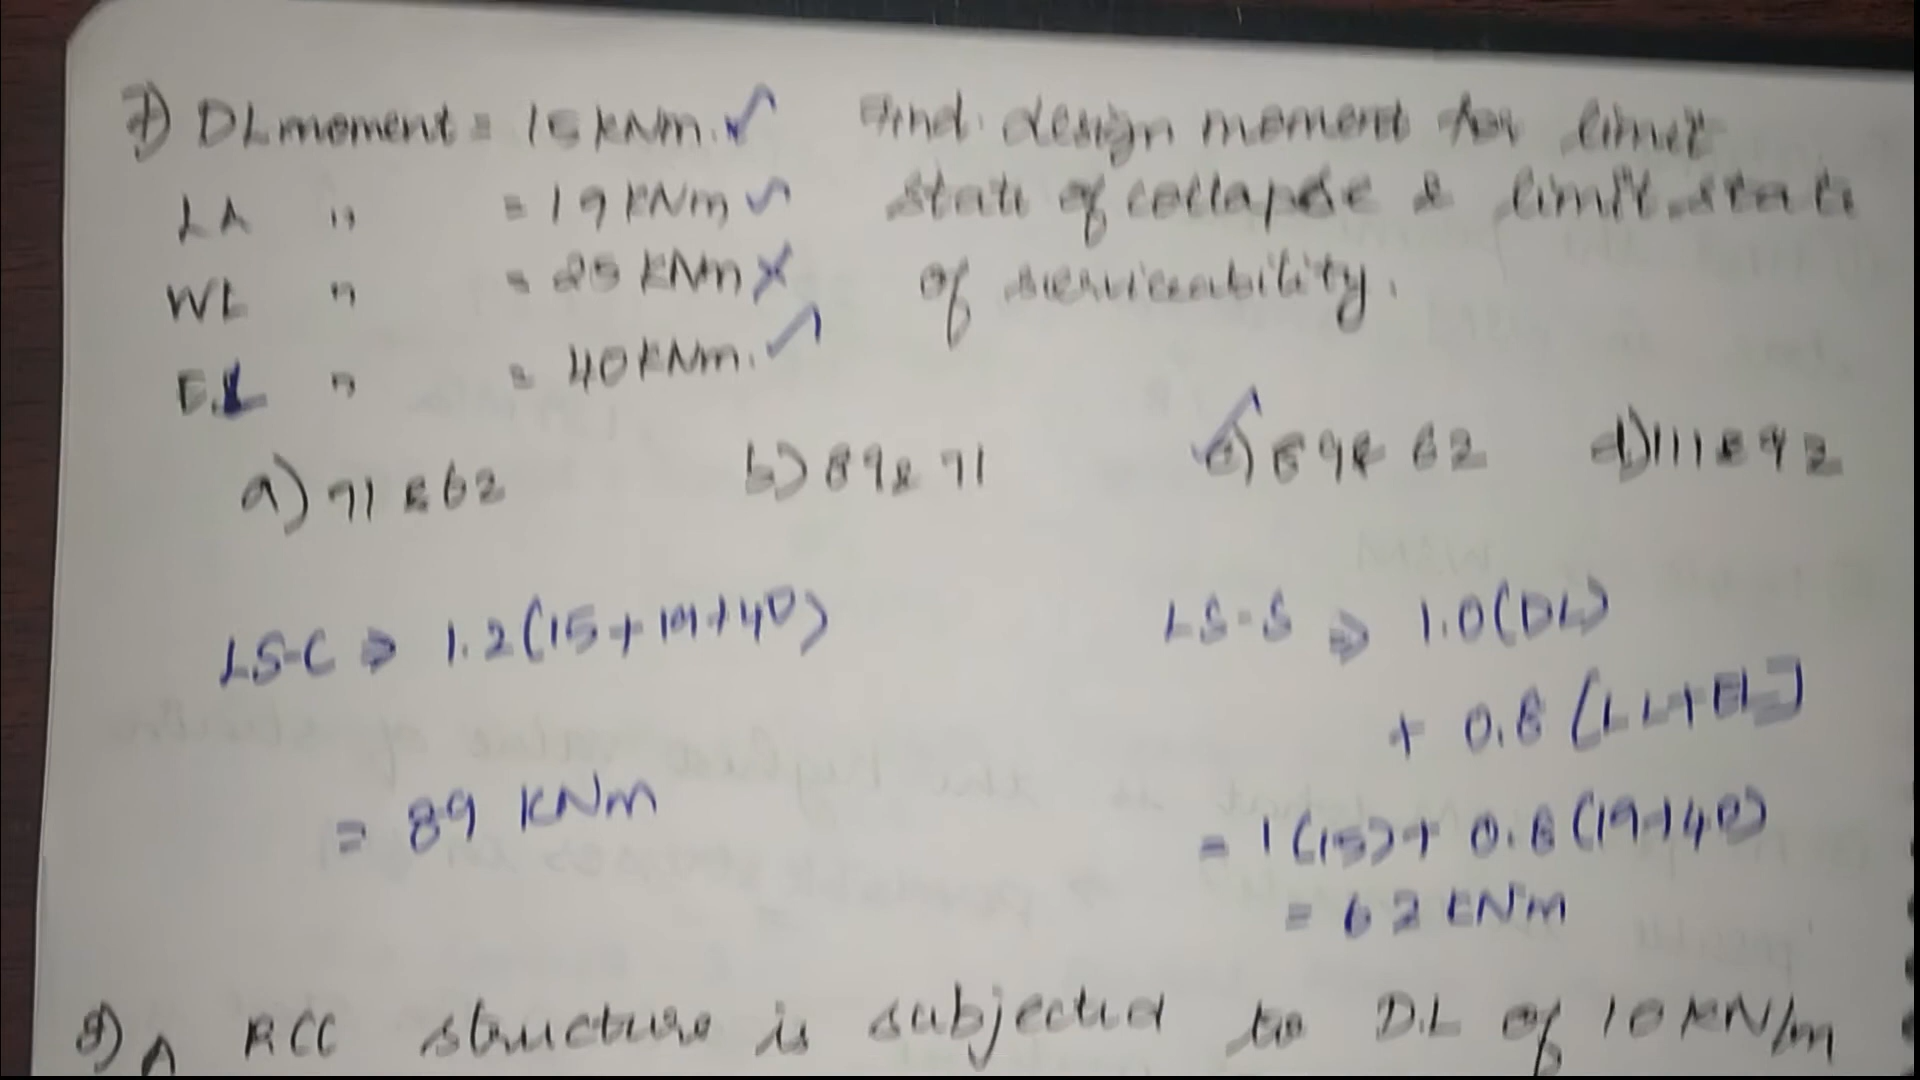 7) DL moment = 15 kNm. ✓ Find design moment for limit
LL " = 19 kNm ✓ state of collapse & limit state
WL " = 25 kNm ✗ of serviceability.
E.L " = 40 kNm. ✓
a) 71 & 62 b) 89 & 71 c) 89 & 62 d) 111 & 92
LS-C ⇒ 1.2 (15+19+40) LS-S ⇒ 1.0 (DL)
+ 0.8 (LL+EL)
= 89 KNm = 1(15) + 0.8 (19+40)
= 62 kNm
8) A RCC structure is subjected to D.L of 10 KN/m